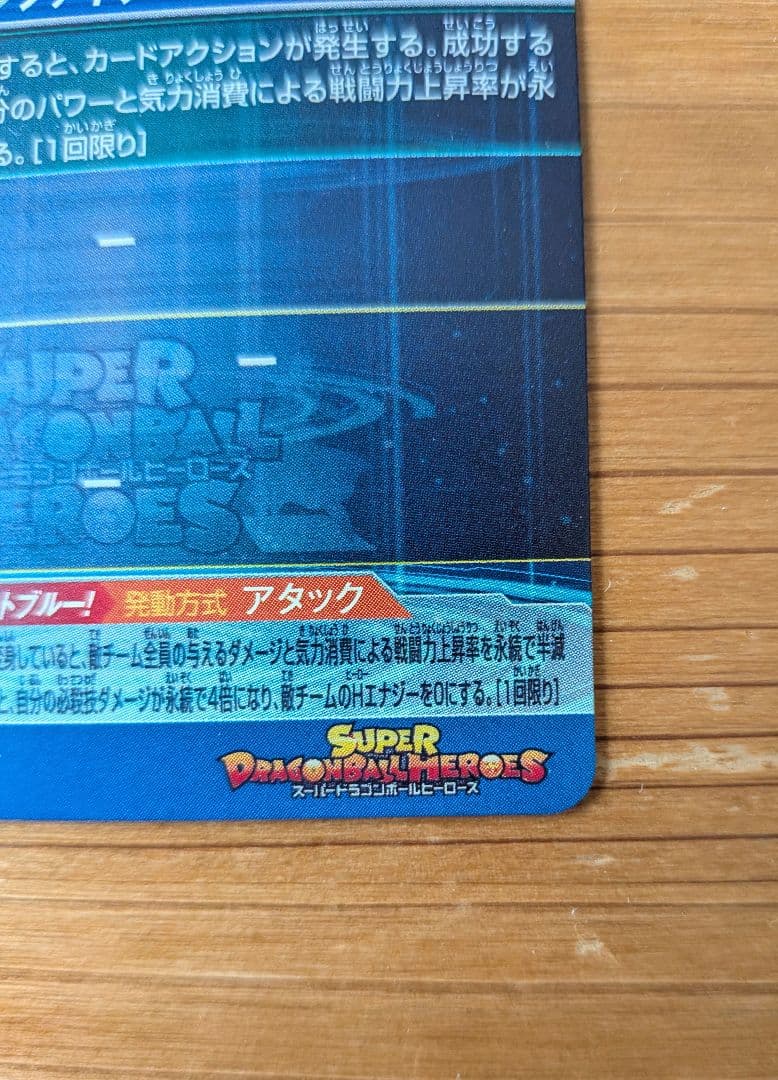 すると、カードアクションが発生する。成功する
分のパワーと気力消費による戦闘力上昇率が永
る。[1回限り]
SUPER
DRAGONBALL
ドラゴンボールヒーローズ
HEROES
トブルー! 発動方式 アタック
変身していると、敵チーム全員の与えるダメージと気力消費による戦闘力上昇率を永続で半減
と、自分の必殺技ダメージが永続で4倍になり、敵チームのHエナジーを0にする。[1回限り]
SUPER
DRAGONBALL HEROES
スーパードラゴンボールヒーローズ